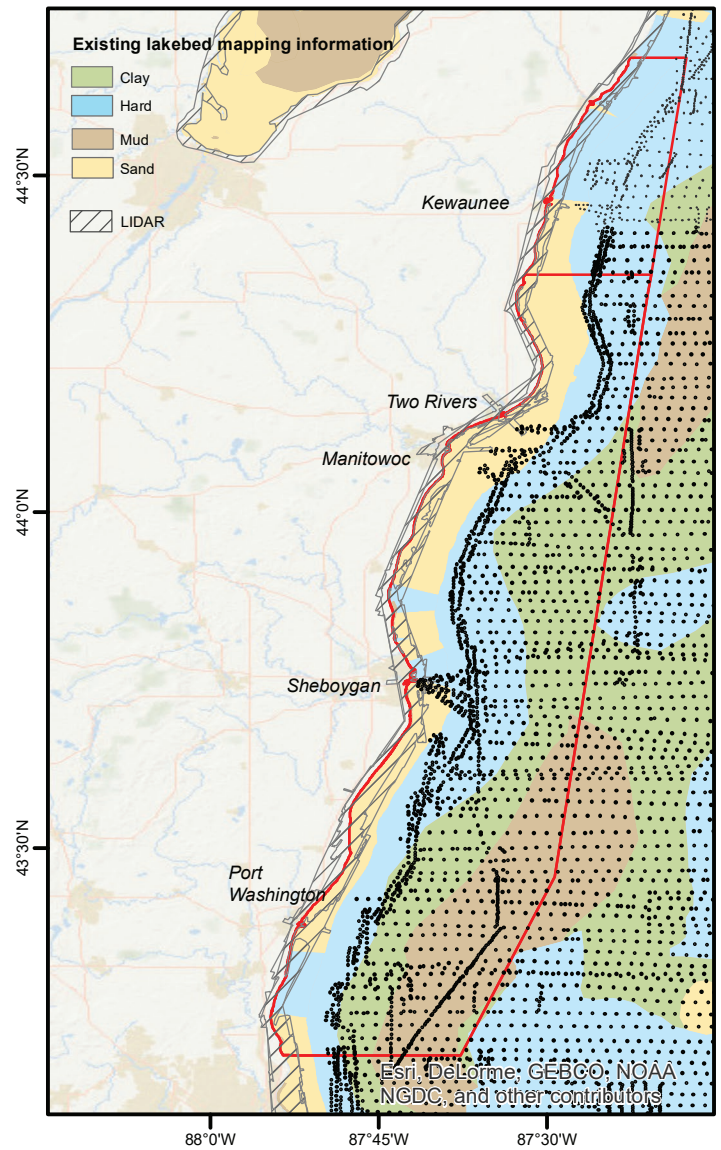 Existing lakebed mapping information
Clay
Hard
Mud
Sand
LIDAR
44°30'N
Kewaunee
Two Rivers
Manitowoc
44°0'N
Sheboygan
43°30'N
Port
Washington
Esri, DeLorme, GEBCO, NOAA
NGDC, and other contributors
88°0'W
87°45'W
87°30'W